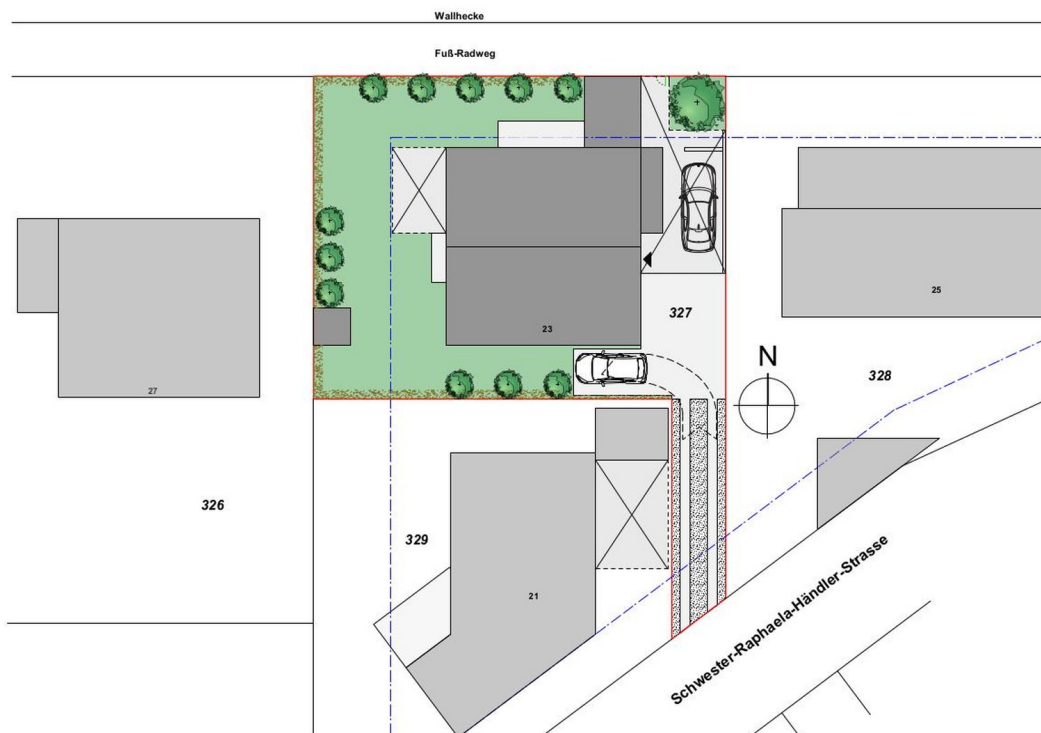 Wallhecke
Fuß-Radweg
25
327
23
N
328
27
326
329
21
Schwester-Raphaela-Händler-Strasse